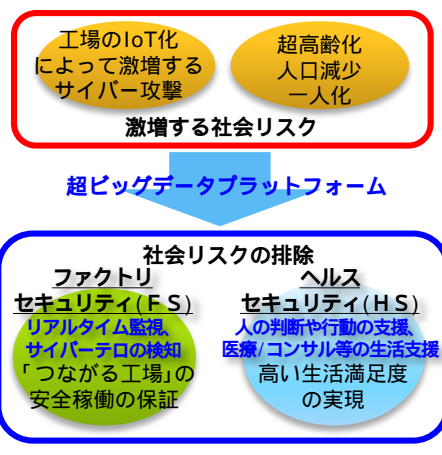 工場のIoT化
によって激増する
サイバー攻撃
超高齢化
人口減少
一人化
激増する社会リスク
超ビッグデータプラットフォーム
社会リスクの排除
ファクトリ
セキュリティ(ＦＳ)
リアルタイム監視、
サイバーテロの検知
「つながる工場」の
安全稼働の保証
ヘルス
セキュリティ(ＨＳ)
人の判断や行動の支援、
医療/コンサル等の生活支援
高い生活満足度
の実現